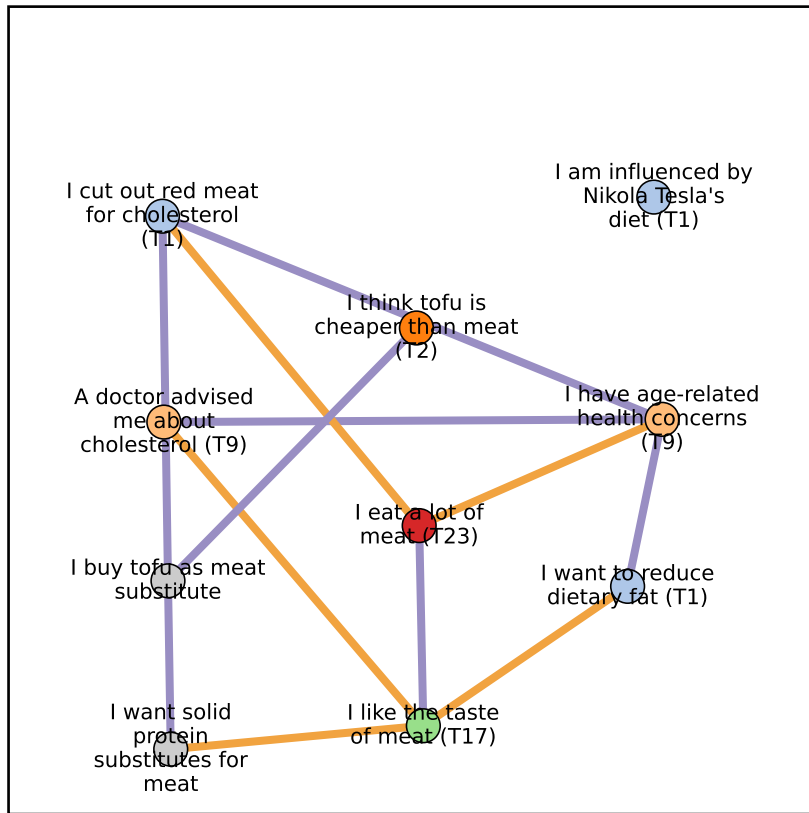 I cut out red meat
for cholesterol
(T1)
I am influenced by
Nikola Tesla's
diet (T1)
I think tofu is
cheaper than meat
(T2)
A doctor advised
me about
cholesterol (T9)
I have age-related
health concerns
(T9)
I eat a lot of
meat (T23)
I buy tofu as meat
substitute
I want to reduce
dietary fat (T1)
I want solid
protein
substitutes for
meat
I like the taste
of meat (T17)